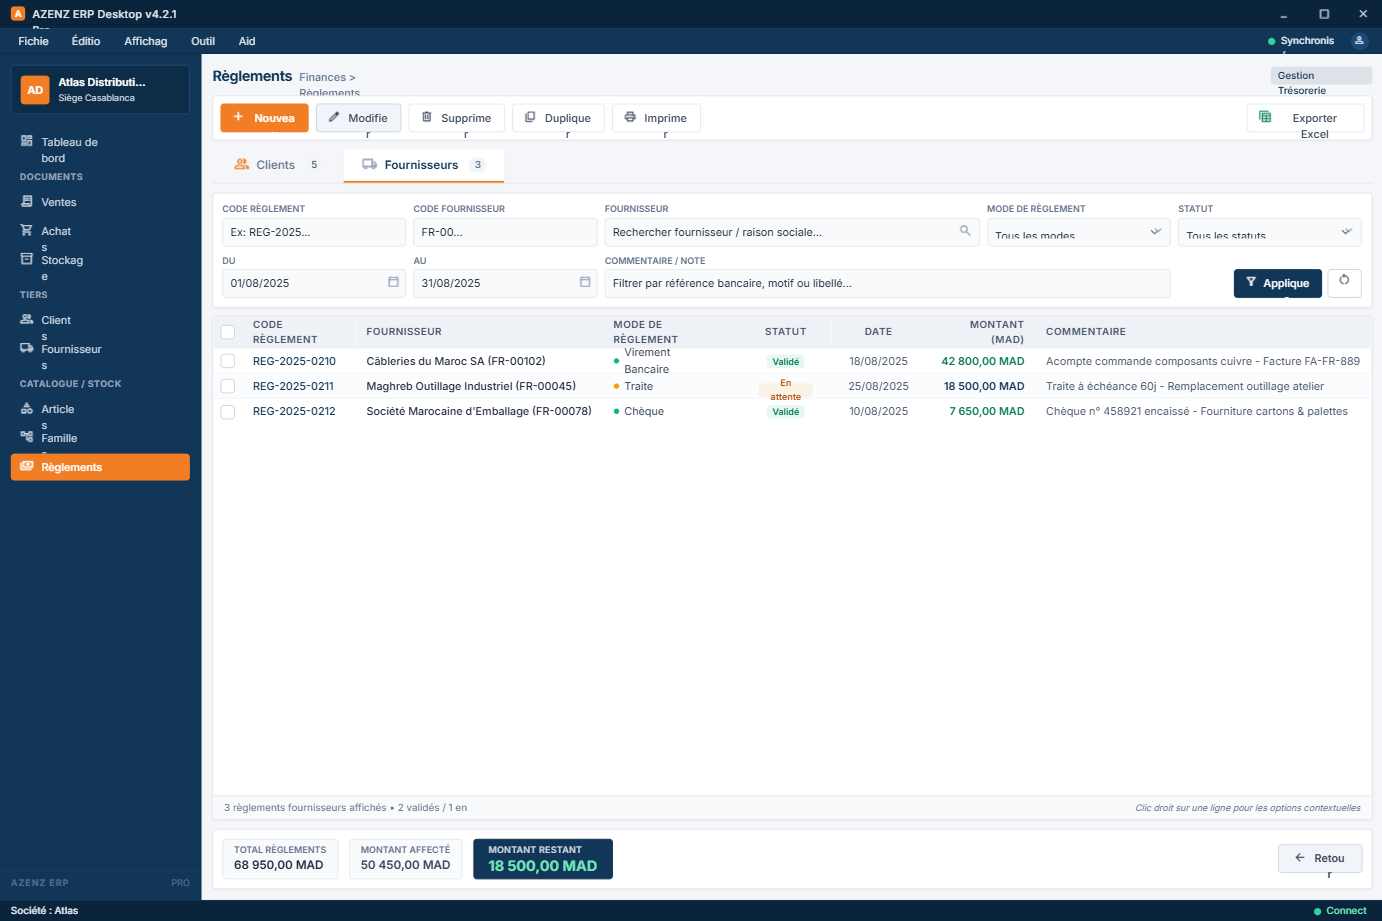 A AZENZ ERP Desktop v4.2.1
Fichie Éditio Affichag Outil Aid
Synchronis
AD
Atlas Distributi...
Siège Casablanca
Tableau de
bord
DOCUMENTS
Ventes
Achat
s
Stockag
e
TIERS
Client
s
Fournisseur
s
CATALOGUE / STOCK
Article
s
Famille
Règlements
AZENZ ERP PRO
Règlements
Finances >
Règlements
Gestion
Trésorerie
+ Nouvea
Modifie
r
Supprime
r
Duplique
r
Imprime
r
Exporter
Excel
Clients 5
Fournisseurs 3
CODE RÈGLEMENT
Ex: REG-2025...
CODE FOURNISSEUR
FR-00...
FOURNISSEUR
Rechercher fournisseur / raison sociale...
MODE DE RÈGLEMENT
Tous les modes
STATUT
Tous les statuts
DU
01/08/2025
AU
31/08/2025
COMMENTAIRE / NOTE
Filtrer par référence bancaire, motif ou libellé...
Applique
CODE
RÈGLEMENT
FOURNISSEUR
MODE DE
RÈGLEMENT
STATUT
DATE
MONTANT
(MAD)
COMMENTAIRE
REG-2025-0210
Câbleries du Maroc SA (FR-00102)
Virement
Bancaire
Validé
18/08/2025
42 800,00 MAD
Acompte commande composants cuivre - Facture FA-FR-889
REG-2025-0211
Maghreb Outillage Industriel (FR-00045)
Traite
En
attente
25/08/2025
18 500,00 MAD
Traite à échéance 60j - Remplacement outillage atelier
REG-2025-0212
Société Marocaine d'Emballage (FR-00078)
Chèque
Validé
10/08/2025
7 650,00 MAD
Chèque n° 458921 encaissé - Fourniture cartons & palettes
3 règlements fournisseurs affichés • 2 validés / 1 en
Clic droit sur une ligne pour les options contextuelles
TOTAL RÈGLEMENTS
68 950,00 MAD
MONTANT AFFECTÉ
50 450,00 MAD
MONTANT RESTANT
18 500,00 MAD
Retou
r
Société : Atlas
Connect